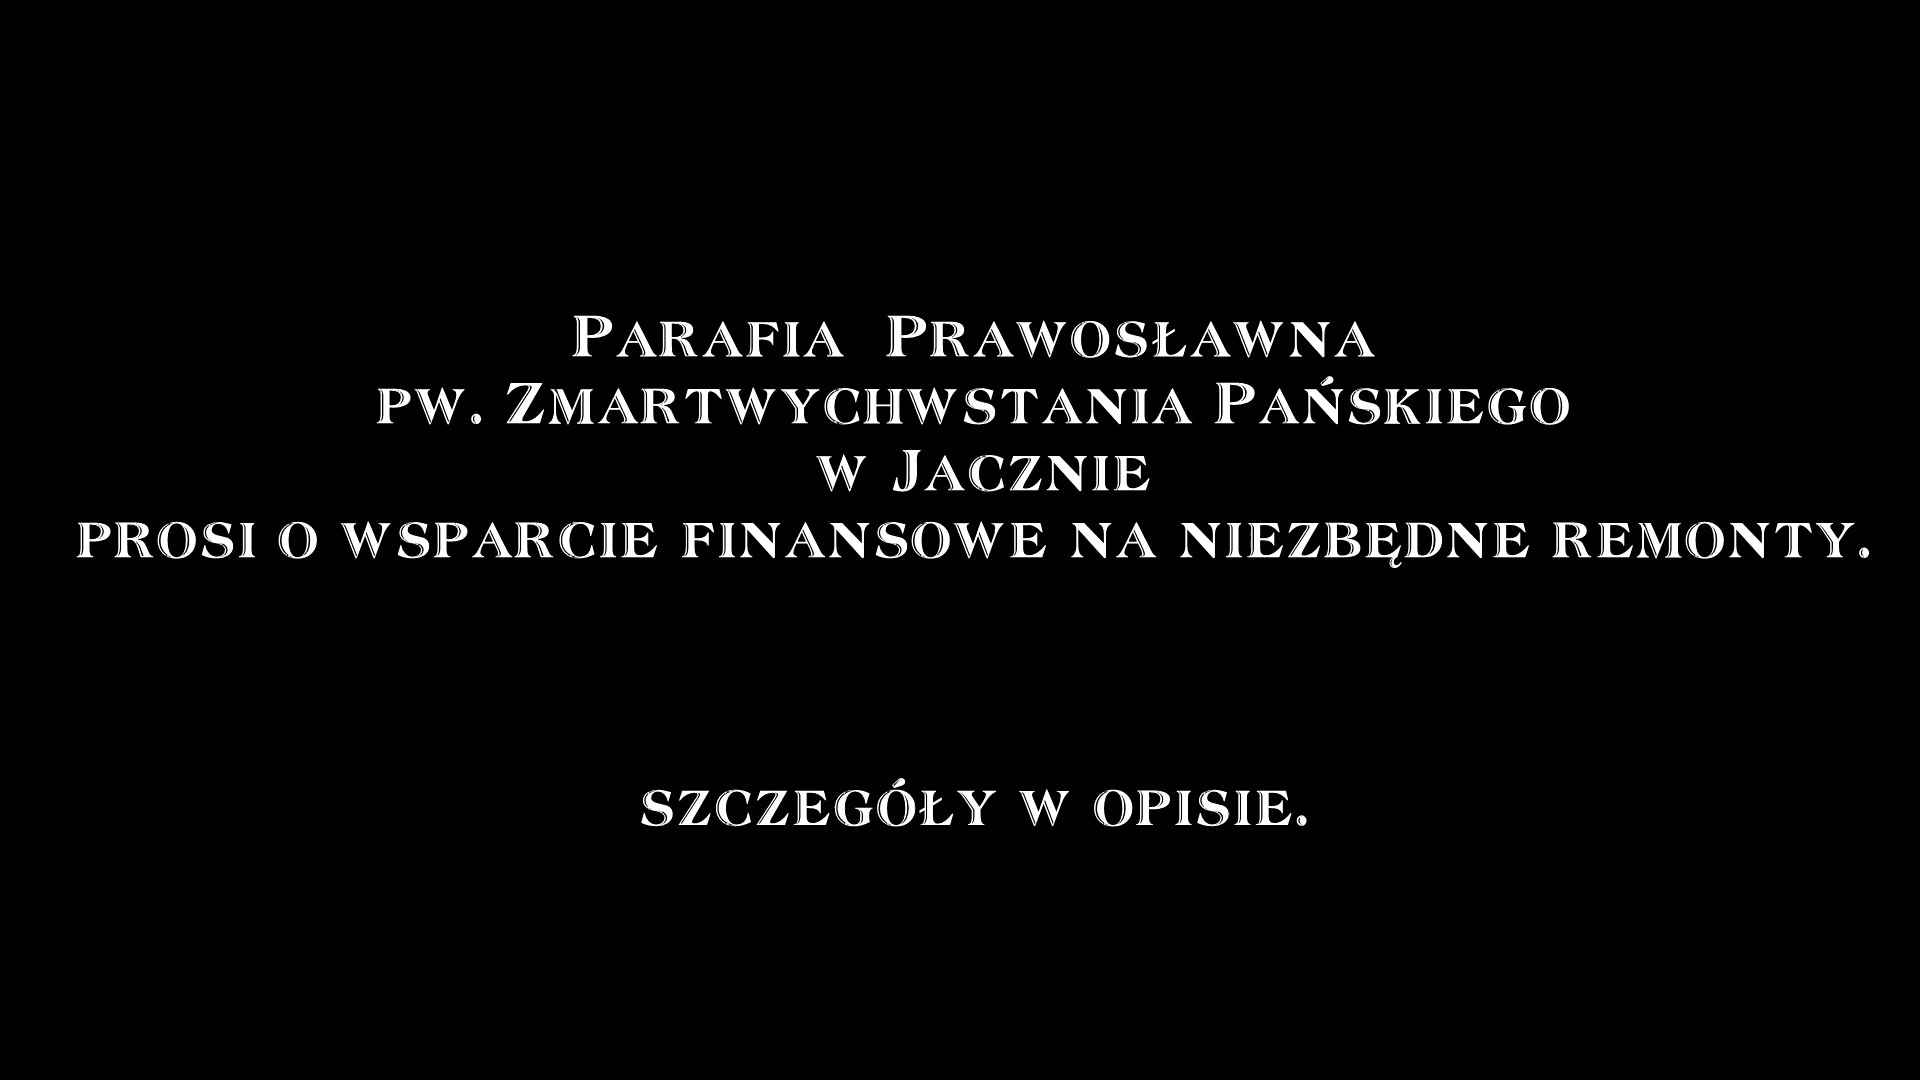 Parafia Prawosławna
pw. Zmartwychwstania Pańskiego
w Jacznie
prosi o wsparcie finansowe na niezbędne remonty.
szczegóły w opisie.